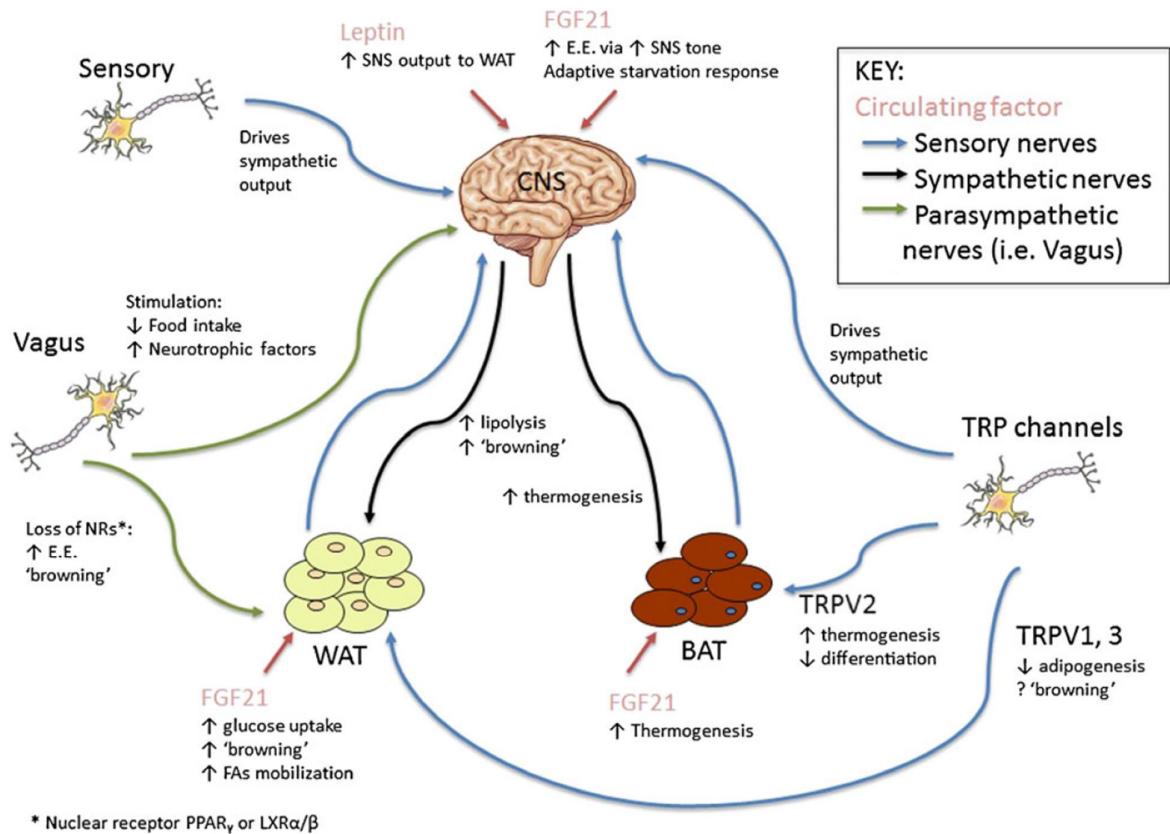 Leptin
↑ SNS output to WAT
FGF21
↑ E.E. via ↑ SNS tone
Adaptive starvation response
KEY:
Circulating factor
Sensory nerves
Sympathetic nerves
Parasympathetic
nerves (i.e. Vagus)
Sensory
Drives
sympathetic
output
CNS
Stimulation:
↓ Food intake
↑ Neurotrophic factors
Vagus
Drives
sympathetic
output
↑ lipolysis
↑ ‘browning’
↑ thermogenesis
TRP channels
Loss of NRs*:
↑ E.E.
‘browning’
WAT
BAT
TRPV2
↑ thermogenesis
↓ differentiation
TRPV1, 3
↓ adipogenesis
? ‘browning’
FGF21
↑ glucose uptake
↑ ‘browning’
↑ FAs mobilization
FGF21
↑ Thermogenesis
* Nuclear receptor PPARγ or LXRα/β